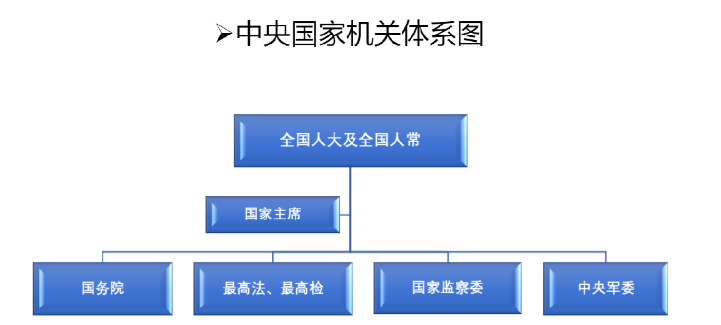 ➢中央国家机关体系图
全国人大及全国人常
国家主席
国务院
最高法、最高检
国家监察委
中央军委